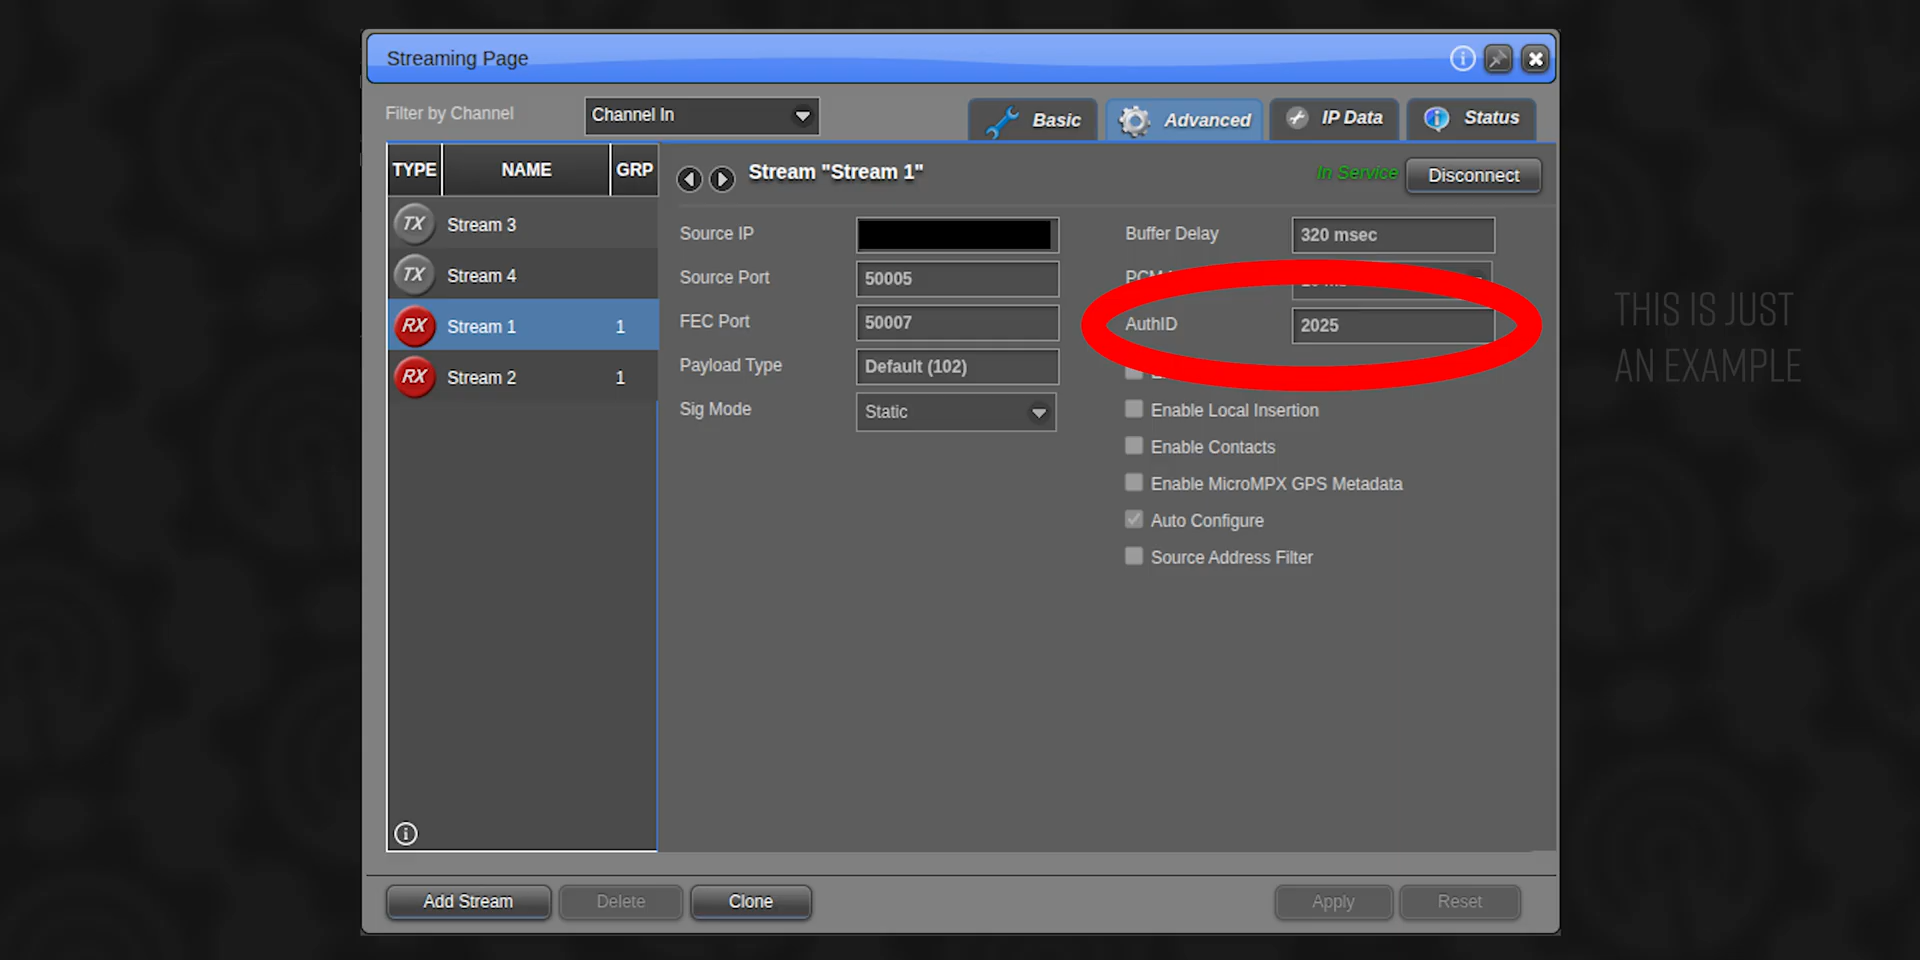 Streaming Page
Filter by Channel
Channel In
Basic
Advanced
IP Data
Status
TYPE NAME GRP
TX Stream 3
TX Stream 4
RX Stream 1 1
RX Stream 2 1
Stream "Stream 1"
In Service
Disconnect
Source IP
Source Port 50005
FEC Port 50007
Payload Type Default (102)
Sig Mode Static
Buffer Delay 320 msec
PCM
AuthID 2025
Enable Local Insertion
Enable Contacts
Enable MicroMPX GPS Metadata
Auto Configure
Source Address Filter
Add Stream
Delete
Clone
Apply
Reset
THIS IS JUST
AN EXAMPLE